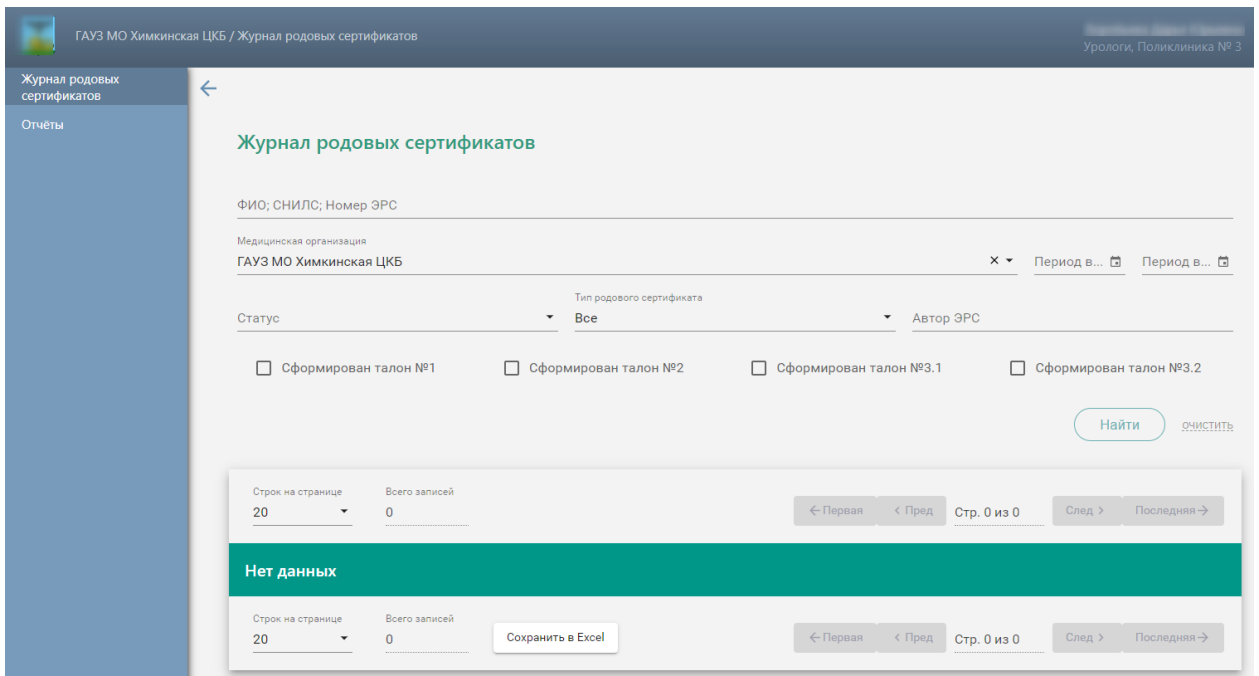 ГАУЗ МО Химкинская ЦКБ / Журнал родовых сертификатов
Урологи, Поликлиника № 3
Журнал родовых
сертификатов
Отчёты
Журнал родовых сертификатов
ФИО; СНИЛС; Номер ЭРС
Медицинская организация
ГАУЗ МО Химкинская ЦКБ
Период в...
Период в...
Статус
Тип родового сертификата
Все
Автор ЭРС
Сформирован талон №1
Сформирован талон №2
Сформирован талон №3.1
Сформирован талон №3.2
Найти
очистить
Строк на странице
20
Всего записей
0
Первая
Пред
Стр. 0 из 0
След
Последняя
Нет данных
Строк на странице
20
Всего записей
0
Сохранить в Excel
Первая
Пред
Стр. 0 из 0
След
Последняя